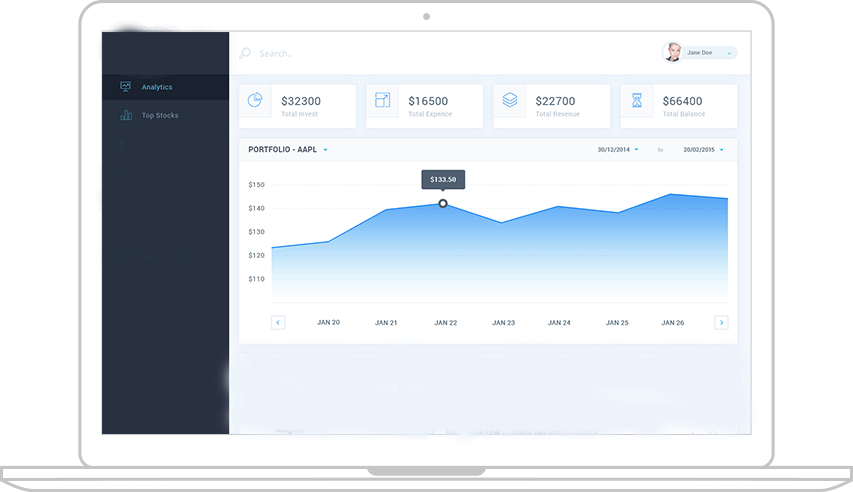 Search..
Jane Doe
Analytics
Top Stocks
$32300
Total Invest
$16500
Total Expence
$22700
Total Revenue
$66400
Total Balance
PORTFOLIO - AAPL
30/12/2014 to 20/02/2015
$133.50
$150
$140
$130
$120
$110
JAN 20 JAN 21 JAN 22 JAN 23 JAN 24 JAN 25 JAN 26